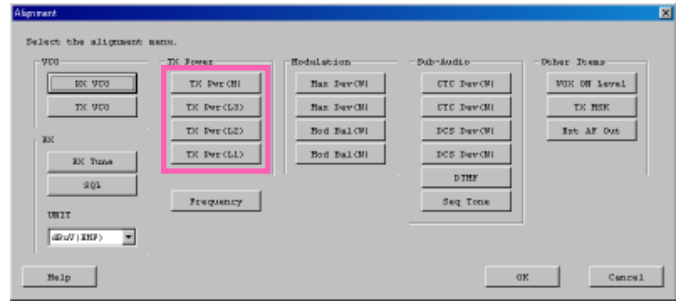 Alignment
Select the alignment menu.
VCO
RX VCO
TX VCO
RX
RX Tune
SQL
UNIT
dBuV(EMF)
TX Power
TX Pwr(H)
TX Pwr(L3)
TX Pwr(L2)
TX Pwr(L1)
Frequency
Modulation
Max Dev(W)
Max Dev(N)
Mod Bal(W)
Mod Bal(N)
Sub-Audio
CTC Dev(W)
CTC Dev(N)
DCS Dev(W)
DCS Dev(N)
DTMF
Seq Tone
Other Items
VOX ON Level
TX MSK
Ext AF Out
Help
OK
Cancel